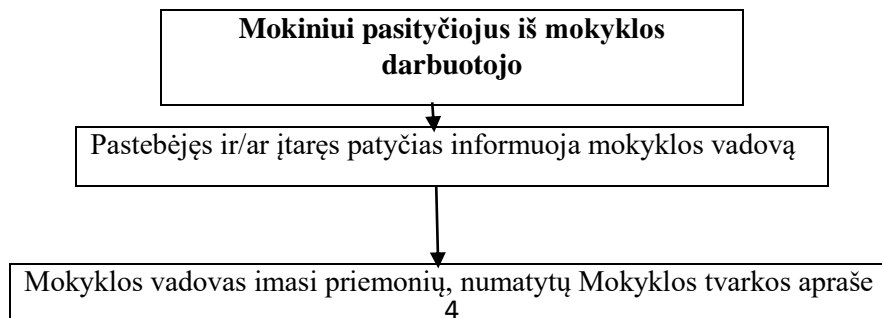 Mokiniui pasityčiojus iš mokyklos
darbuotojo
Pastebėjęs ir/ar įtaręs patyčias informuoja mokyklos vadovą
Mokyklos vadovas imasi priemonių, numatytų Mokyklos tvarkos apraše
4